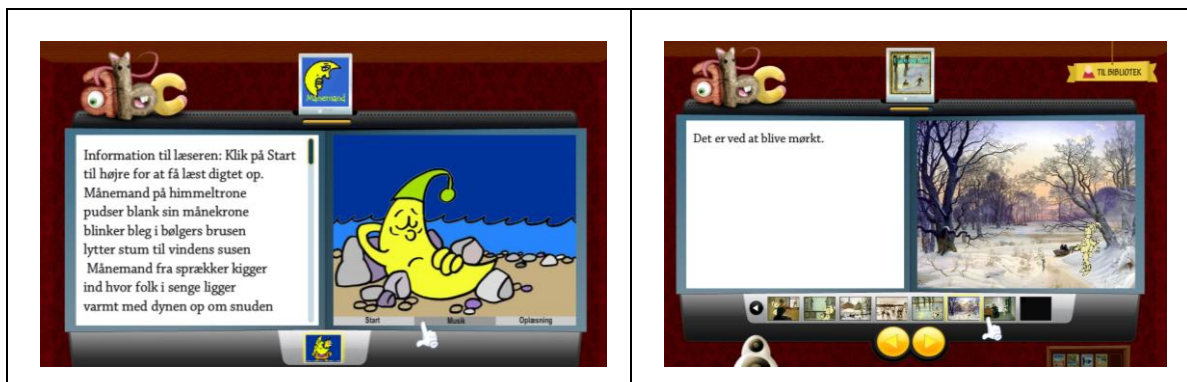 abc
Månemand
Information til læseren: Klik på Start
til højre for at få læst digtet op.
Månemand på himmeltrone
pudser blank sin månekrone
blinker bleg i bølgers brusen
lytter stum til vindens susen
Månemand fra sprækker kigger
ind hvor folk i senge ligger
varmt med dynen op om snuden
Start
Musik
Oplæsning
abc
TIL BIBLIOTEK
Det er ved at blive mørkt.